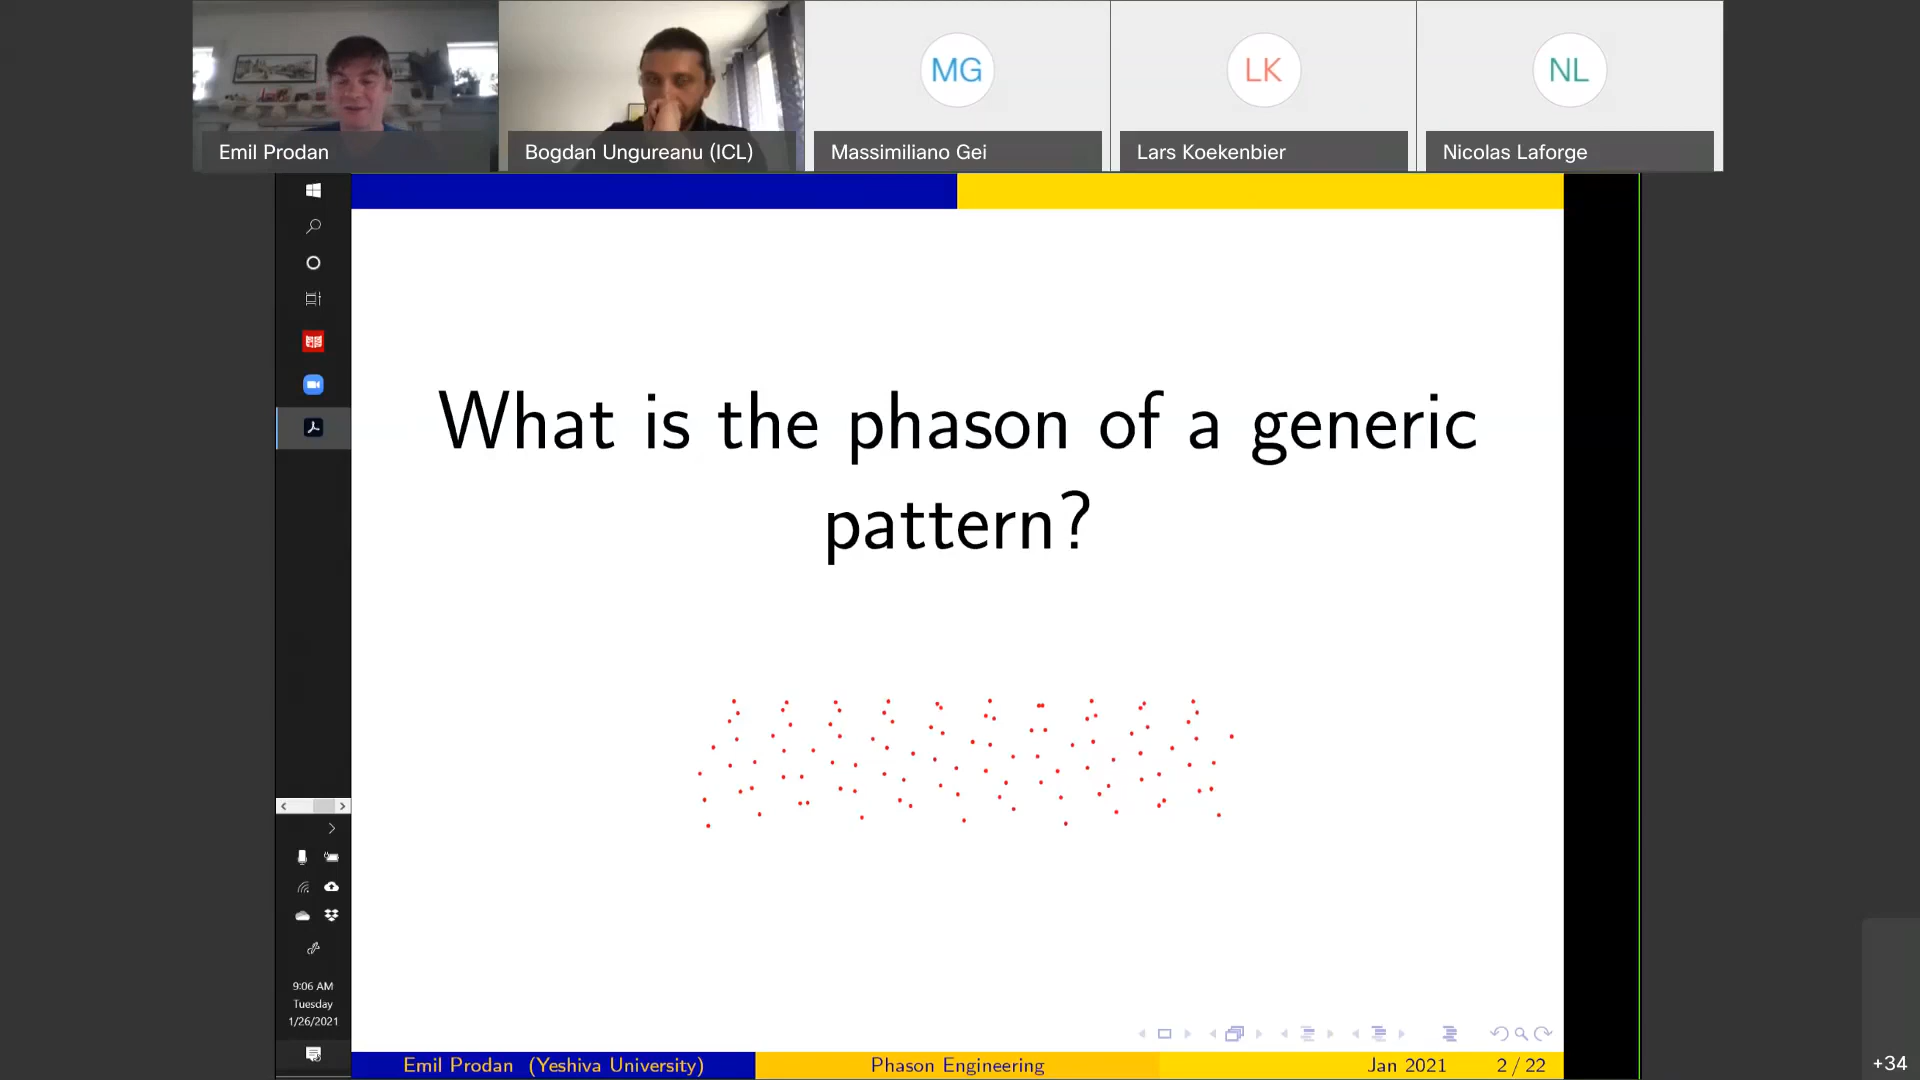 MG
LK
NL
Emil Prodan
Bogdan Ungureanu (ICL)
Massimiliano Gei
Lars Koekenbier
Nicolas Laforge
What is the phason of a generic
pattern?
9:06 AM
Tuesday
1/26/2021
Emil Prodan (Yeshiva University)
Phason Engineering
Jan 2021
2 / 22
+34